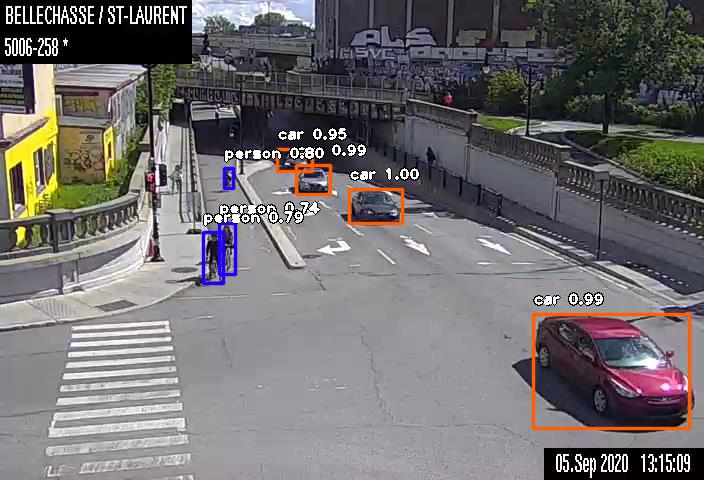 BELLECHASSE / ST-LAURENT
5006-258 *
car 0.95
person 0.80
0.99
car 1.00
person 0.74
person 0.79
car 0.99
05.Sep 2020 13:15:09